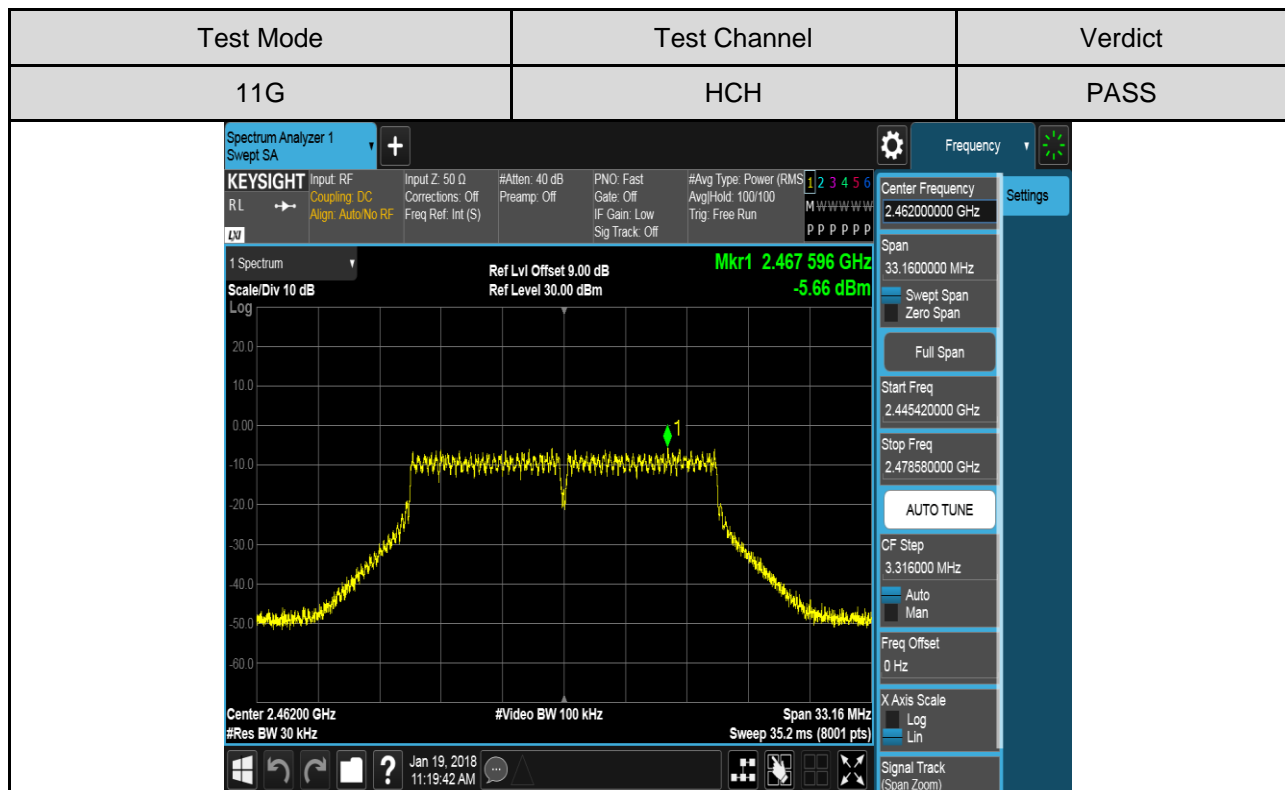 Test Mode Test Channel Verdict
11G HCH PASS
Spectrum Analyzer 1
Swept SA
+
Frequency
KEYSIGHT Input: RF Input Z: 50 Ω #Atten: 40 dB PNO: Fast #Avg Type: Power (RMS 1 2 3 4 5 6
RL Coupling: DC Corrections: Off Preamp: Off Gate: Off Avg|Hold: 100/100 M W W W W W
Align: Auto/No RF Freq Ref: Int (S) IF Gain: Low Trig: Free Run
LXI Sig Track: Off P P P P P P
1 Spectrum Ref Lvl Offset 9.00 dB Mkr1 2.467 596 GHz
Scale/Div 10 dB Ref Level 30.00 dBm -5.66 dBm
Log
20.0
10.0
0.00
1
-10.0
-20.0
-30.0
-40.0
-50.0
-60.0
Center 2.46200 GHz #Video BW 100 kHz Span 33.16 MHz
#Res BW 30 kHz Sweep 35.2 ms (8001 pts)
?
Jan 19, 2018
11:19:42 AM
Center Frequency
2.462000000 GHz
Settings
Span
33.1600000 MHz
Swept Span
Zero Span
Full Span
Start Freq
2.445420000 GHz
Stop Freq
2.478580000 GHz
AUTO TUNE
CF Step
3.316000 MHz
Auto
Man
Freq Offset
0 Hz
X Axis Scale
Log
Lin
Signal Track
(Span Zoom)